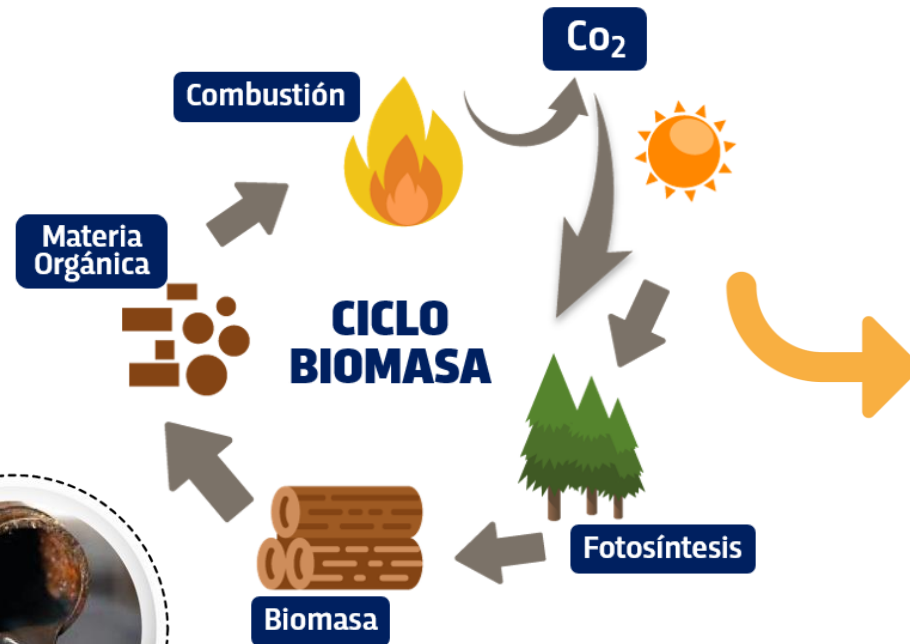 Co₂
Combustión
Materia
Orgánica
CICLO
BIOMASA
Fotosíntesis
Biomasa